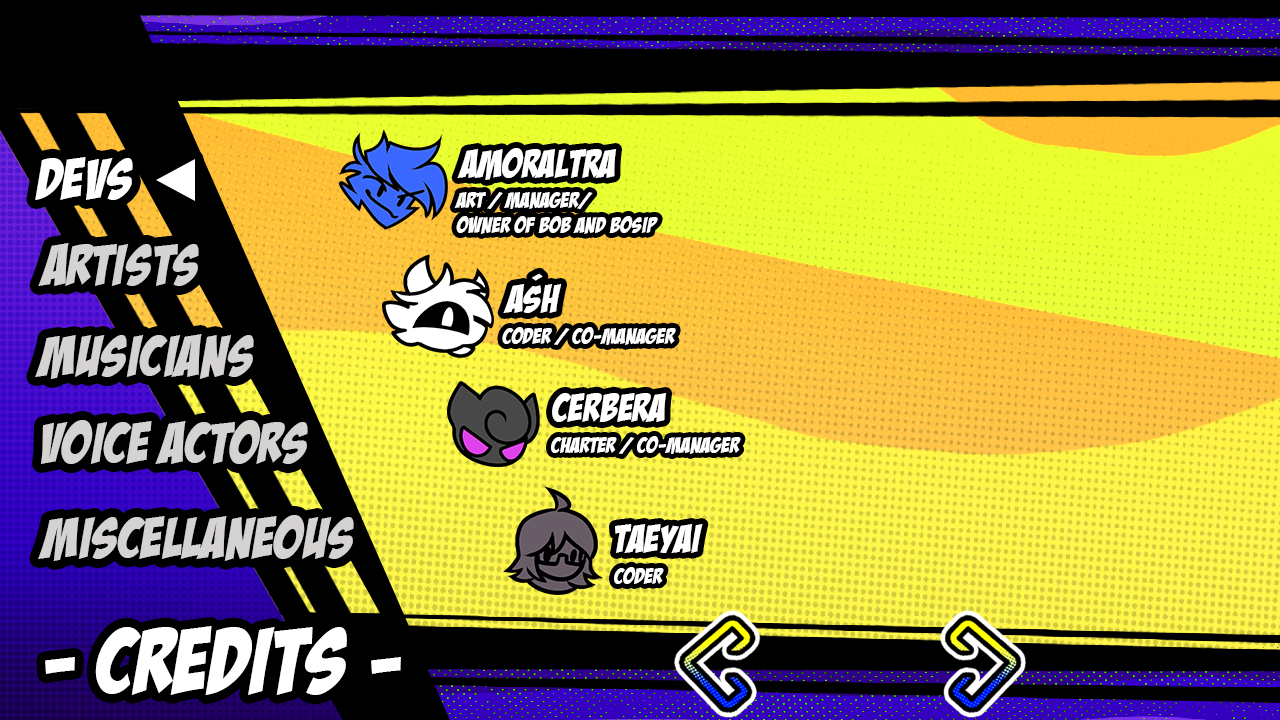 DEVS
ARTISTS
MUSICIANS
VOICE ACTORS
MISCELLANEOUS
- CREDITS -
AMORALTRA
ART / MANAGER/
OWNER OF BOB AND BOSIP
AŚH
CODER / CO-MANAGER
CERBERA
CHARTER / CO-MANAGER
TAEYAI
CODER